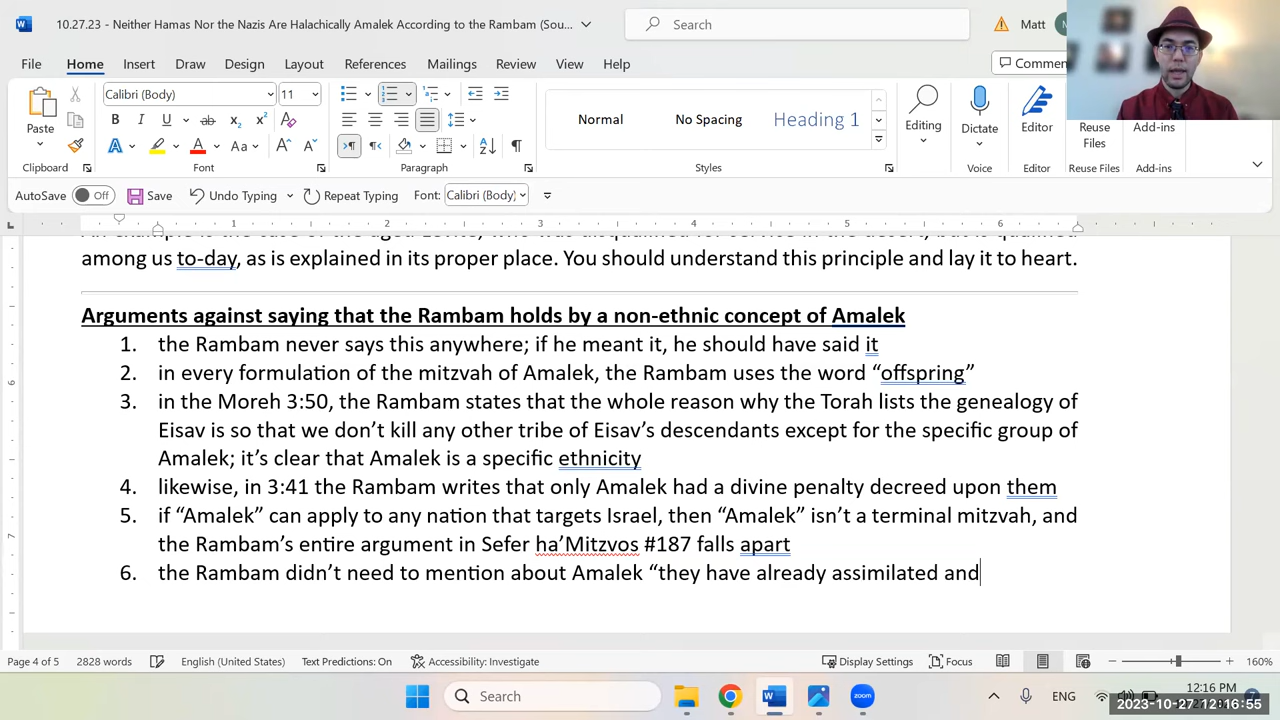 10.27.23 - Neither Hamas Nor the Nazis Are Halachically Amalek According to the Rambam (Sou...
Search
Matt
File Home Insert Draw Design Layout References Mailings Review View Help
Commen
Calibri (Body) 11
Paste
Normal No Spacing Heading 1
Editing
Dictate
Editor
Reuse Files
Add-ins
Clipboard Font Paragraph Styles Voice Editor Reuse Files Add-ins
AutoSave Off Save Undo Typing Repeat Typing Font: Calibri (Body)
1 2 3 4 5 6
among us to-day, as is explained in its proper place. You should understand this principle and lay it to heart.
Arguments against saying that the Rambam holds by a non-ethnic concept of Amalek
1. the Rambam never says this anywhere; if he meant it, he should have said it
2. in every formulation of the mitzvah of Amalek, the Rambam uses the word “offspring”
3. in the Moreh 3:50, the Rambam states that the whole reason why the Torah lists the genealogy of
Eisav is so that we don’t kill any other tribe of Eisav’s descendants except for the specific group of
Amalek; it’s clear that Amalek is a specific ethnicity
4. likewise, in 3:41 the Rambam writes that only Amalek had a divine penalty decreed upon them
5. if “Amalek” can apply to any nation that targets Israel, then “Amalek” isn’t a terminal mitzvah, and
the Rambam’s entire argument in Sefer ha’Mitzvos #187 falls apart
6. the Rambam didn’t need to mention about Amalek “they have already assimilated and
Page 4 of 5 2828 words English (United States) Text Predictions: On Accessibility: Investigate Display Settings Focus 160%
Search
ENG
12:16 PM
2023-10-27 12:16:55